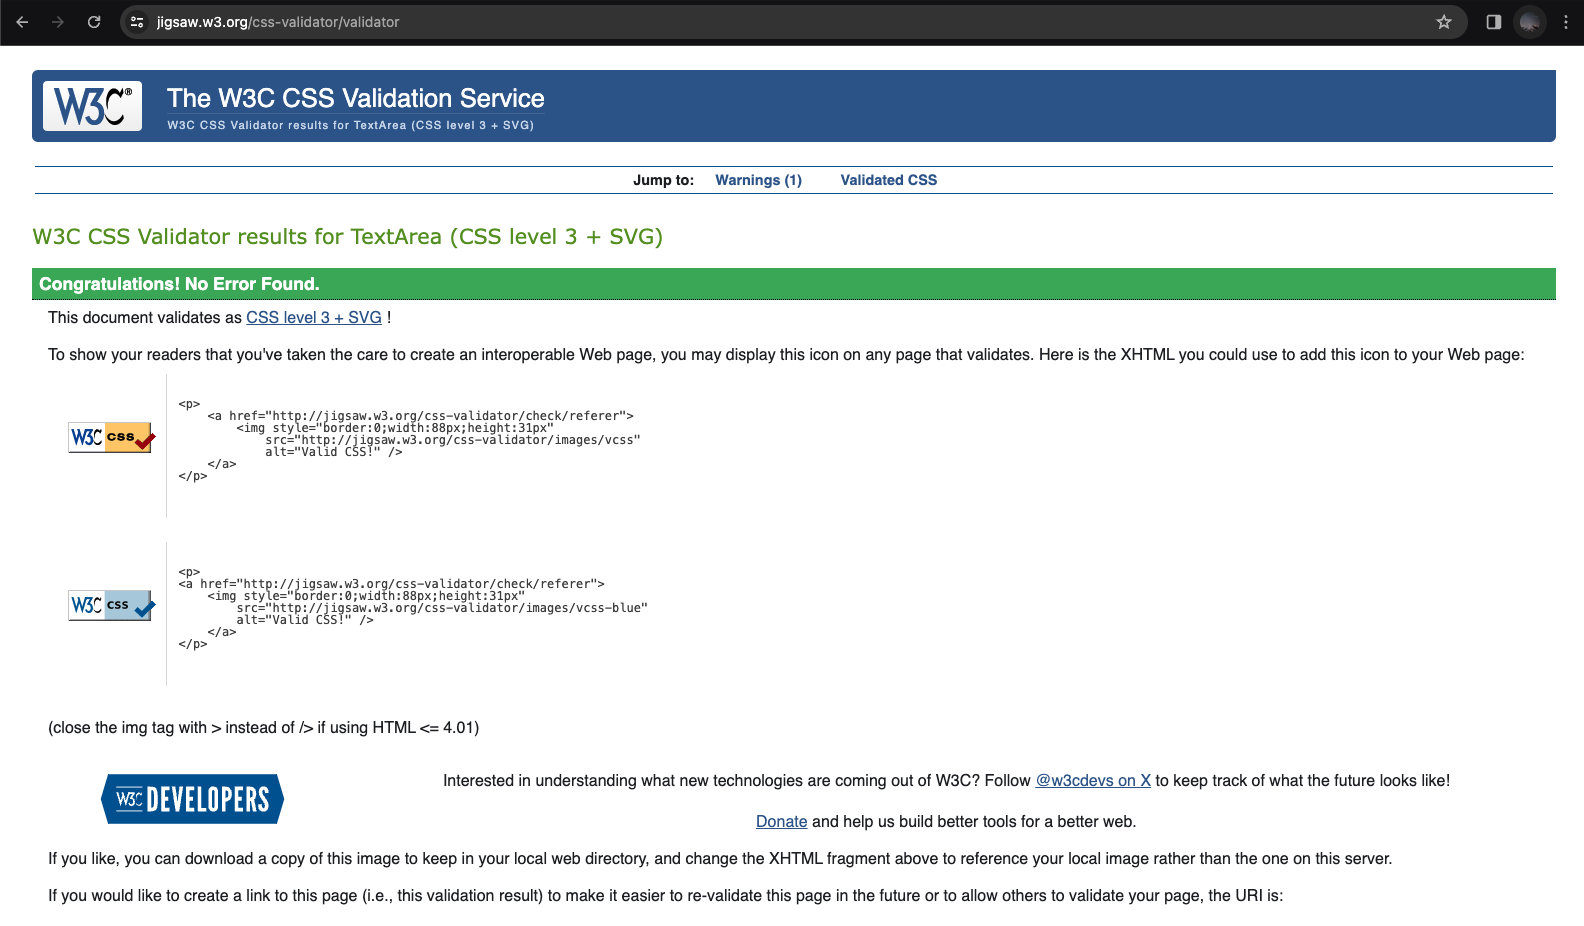 jigsaw.w3.org/css-validator/validator
W3C®
The W3C CSS Validation Service
W3C CSS Validator results for TextArea (CSS level 3 + SVG)
Jump to: Warnings (1) Validated CSS
W3C CSS Validator results for TextArea (CSS level 3 + SVG)
Congratulations! No Error Found.
This document validates as CSS level 3 + SVG !
To show your readers that you've taken the care to create an interoperable Web page, you may display this icon on any page that validates. Here is the XHTML you could use to add this icon to your Web page:
W3C css
<p>
<a href="http://jigsaw.w3.org/css-validator/check/referer">
<img style="border:0;width:88px;height:31px"
src="http://jigsaw.w3.org/css-validator/images/vcss"
alt="Valid CSS!" />
</a>
</p>
W3C css
<p>
<a href="http://jigsaw.w3.org/css-validator/check/referer">
<img style="border:0;width:88px;height:31px"
src="http://jigsaw.w3.org/css-validator/images/vcss-blue"
alt="Valid CSS!" />
</a>
</p>
(close the img tag with > instead of /> if using HTML <= 4.01)
W3C DEVELOPERS
Interested in understanding what new technologies are coming out of W3C? Follow @w3cdevs on X to keep track of what the future looks like!
Donate and help us build better tools for a better web.
If you like, you can download a copy of this image to keep in your local web directory, and change the XHTML fragment above to reference your local image rather than the one on this server.
If you would like to create a link to this page (i.e., this validation result) to make it easier to re-validate this page in the future or to allow others to validate your page, the URI is: